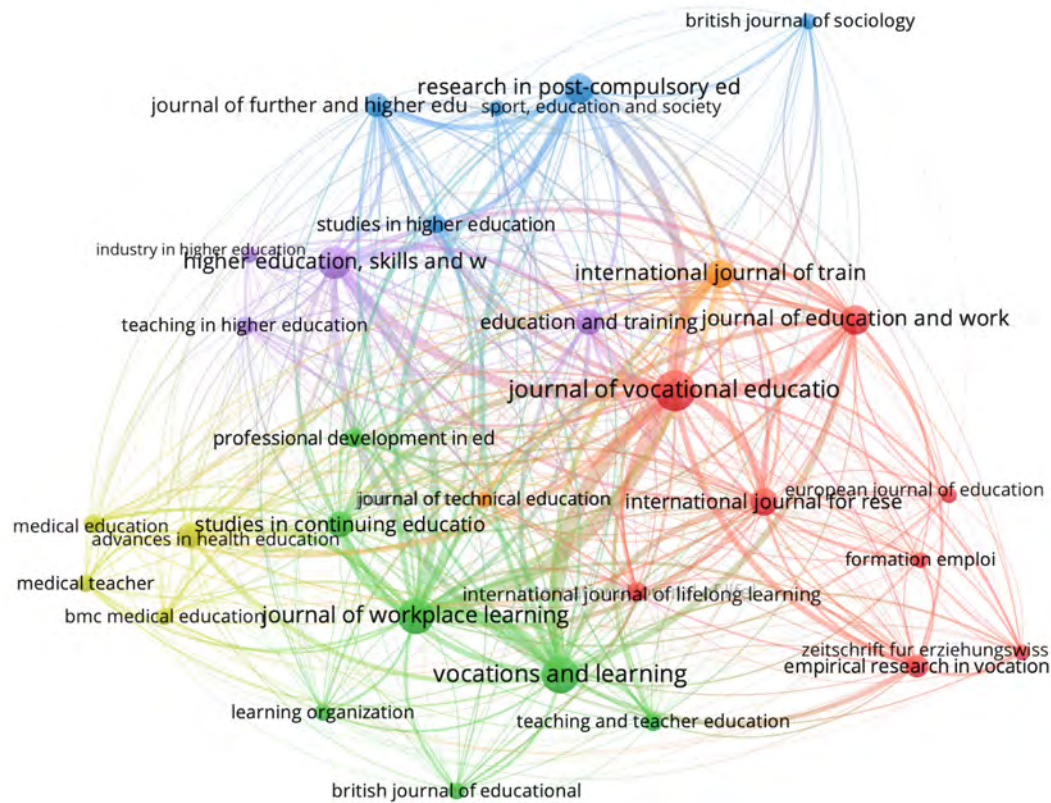 british journal of sociology
research in post-compulsory ed
journal of further and higher edu
sport, education and society
studies in higher education
industry in higher education
higher education, skills and w
international journal of train
teaching in higher education
education and training
journal of education and work
journal of vocational educatio
professional development in ed
european journal of education
journal of technical education
international journal for rese
medical education
studies in continuing educatio
advances in health education
formation emploi
medical teacher
international journal of lifelong learning
bmc medical education
journal of workplace learning
zeitschrift fur erziehungswiss
empirical research in vocation
vocations and learning
learning organization
teaching and teacher education
british journal of educational